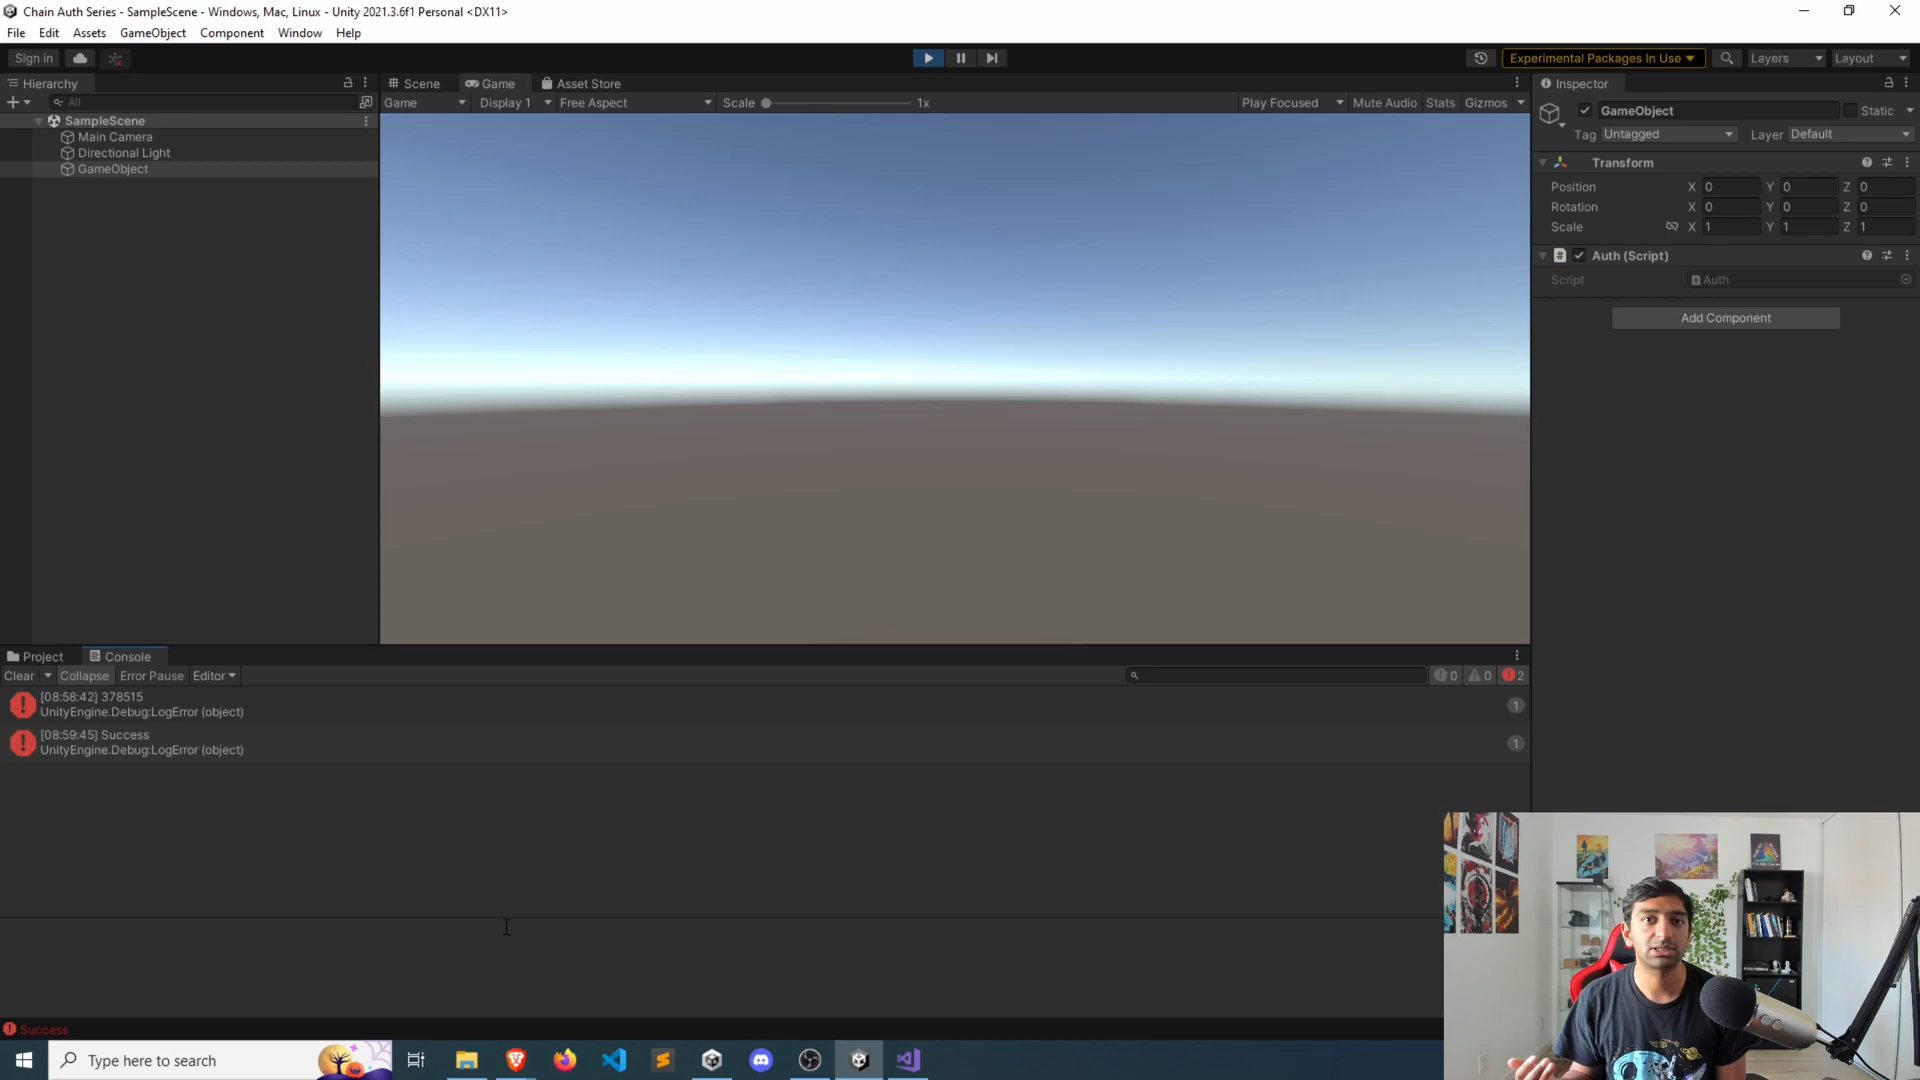 Chain Auth Series - SampleScene - Windows, Mac, Linux - Unity 2021.3.6f1 Personal <DX11>
File Edit Assets GameObject Component Window Help
Sign in
Experimental Packages In Use
Layers
Layout
Hierarchy
All
SampleScene
Main Camera
Directional Light
GameObject
Scene
Game
Asset Store
Game
Display 1
Free Aspect
Scale
1x
Play Focused
Mute Audio
Stats
Gizmos
Inspector
GameObject
Static
Tag Untagged
Layer Default
Transform
Position X 0 Y 0 Z 0
Rotation X 0 Y 0 Z 0
Scale X 1 Y 1 Z 1
Auth (Script)
Script Auth
Add Component
Project
Console
Clear
Collapse
Error Pause
Editor
0
0
2
[08:58:42] 378515
UnityEngine.Debug:LogError (object)
1
[08:59:45] Success
UnityEngine.Debug:LogError (object)
1
Success
Type here to search